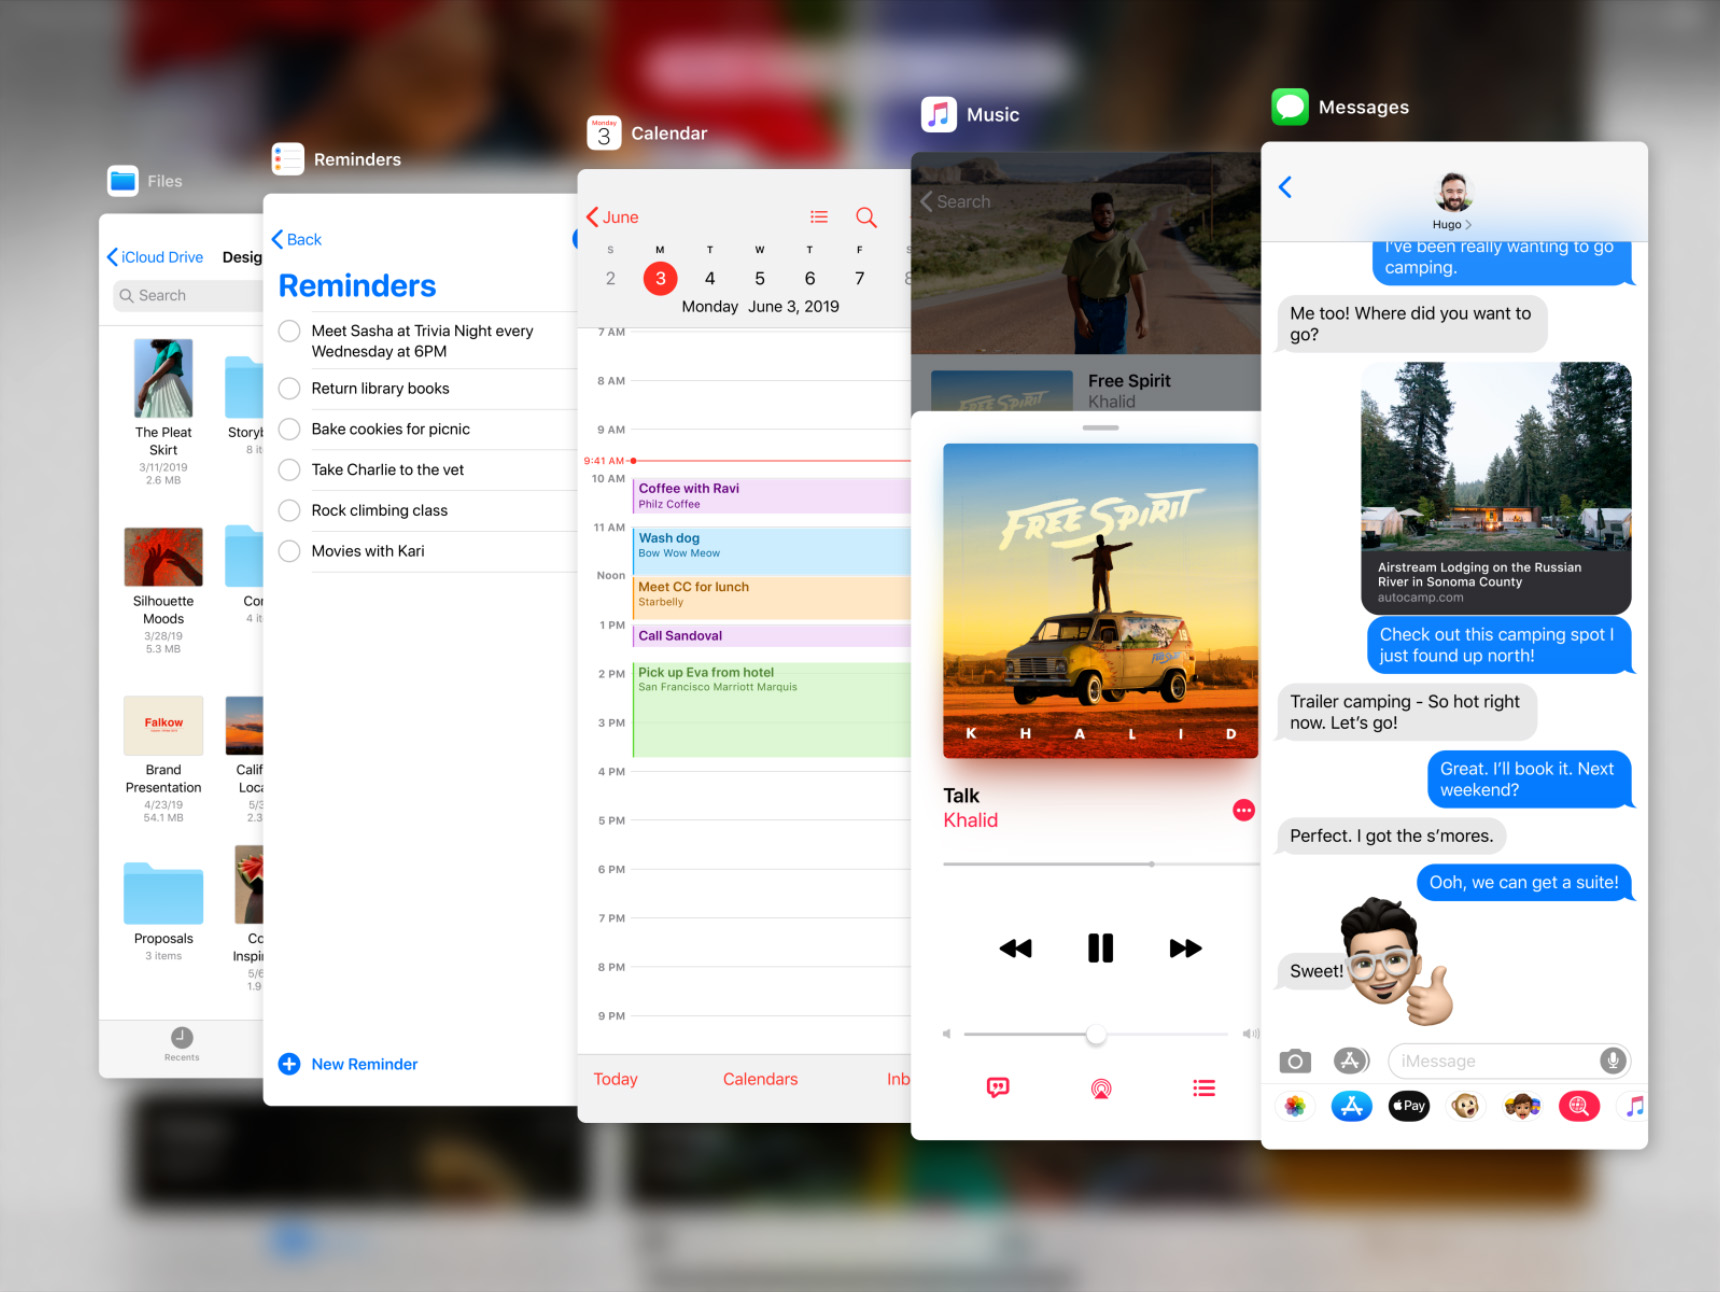 Files
iCloud Drive
Desig
Search
The Pleat
Skirt
3/11/2019
2.6 MB
Storyb
8 it
Silhouette
Moods
3/28/19
5.3 MB
Cor
4 it
Falkow
Brand
Presentation
4/23/19
54.1 MB
Calif
Loca
5/3
2.3
Proposals
3 items
Co
Inspir
5/6
1.9
Recents
Reminders
Back
Reminders
Meet Sasha at Trivia Night every
Wednesday at 6PM
Return library books
Bake cookies for picnic
Take Charlie to the vet
Rock climbing class
Movies with Kari
New Reminder
Monday
3
Calendar
June
S M T W T F S
2 3 4 5 6 7 8
Monday June 3, 2019
7 AM
8 AM
9 AM
9:41 AM
10 AM
Coffee with Ravi
Philz Coffee
11 AM
Wash dog
Bow Wow Meow
Noon
Meet CC for lunch
Starbelly
1 PM
Call Sandoval
2 PM
Pick up Eva from hotel
San Francisco Marriott Marquis
3 PM
4 PM
5 PM
6 PM
7 PM
8 PM
9 PM
Today
Calendars
Inb
Music
Search
FREE SPIRIT
Free Spirit
Khalid
FREE SPIRIT
KHALID
Talk
Khalid
Messages
Hugo
I've been really wanting to go
camping.
Me too! Where did you want to
go?
Airstream Lodging on the Russian
River in Sonoma County
autocamp.com
Check out this camping spot I
just found up north!
Trailer camping - So hot right
now. Let's go!
Great. I'll book it. Next
weekend?
Perfect. I got the s'mores.
Ooh, we can get a suite!
Sweet!
iMessage
Pay